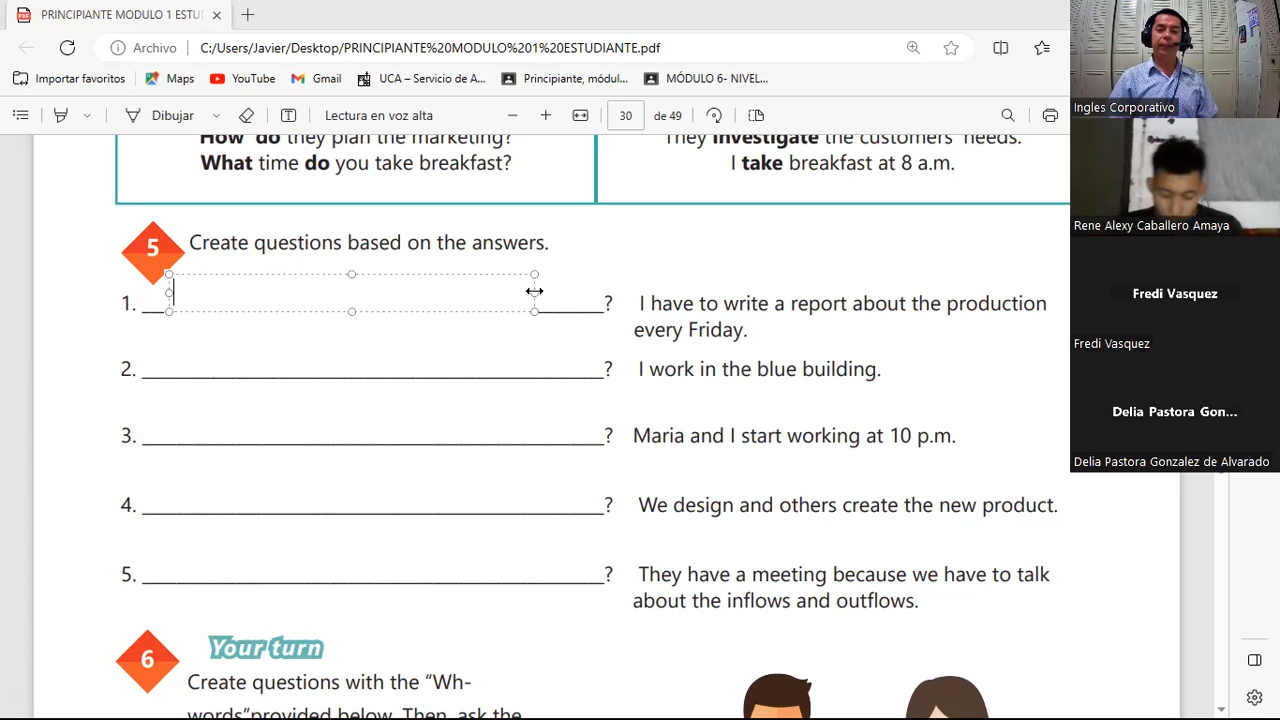 PRINCIPIANTE MODULO 1 ESTU
Archivo C:/Users/Javier/Desktop/PRINCIPIANTE%20MODULO%201%20ESTUDIANTE.pdf
Importar favoritos Maps YouTube Gmail UCA – Servicio de A... Principiante, módul... MÓDULO 6- NIVEL...
Dibujar Lectura en voz alta 30 de 49
How do they plan the marketing? They investigate the customers' needs.
What time do you take breakfast? I take breakfast at 8 a.m.
5 Create questions based on the answers.
1. ? I have to write a report about the production
every Friday.
2. ? I work in the blue building.
3. ? Maria and I start working at 10 p.m.
4. ? We design and others create the new product.
5. ? They have a meeting because we have to talk
about the inflows and outflows.
6 Your turn
Create questions with the “Wh-
words”provided below. Then, ask the
Ingles Corporativo
Rene Alexy Caballero Amaya
Fredi Vasquez
Fredi Vasquez
Delia Pastora Gon...
Delia Pastora Gonzalez de Alvarado